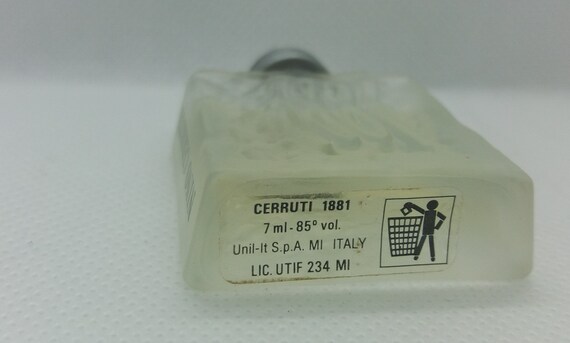 CERRUTI 1881
7 ml - 85° vol.
Unil-It S.p.A. MI ITALY
LIC. UTIF 234 MI